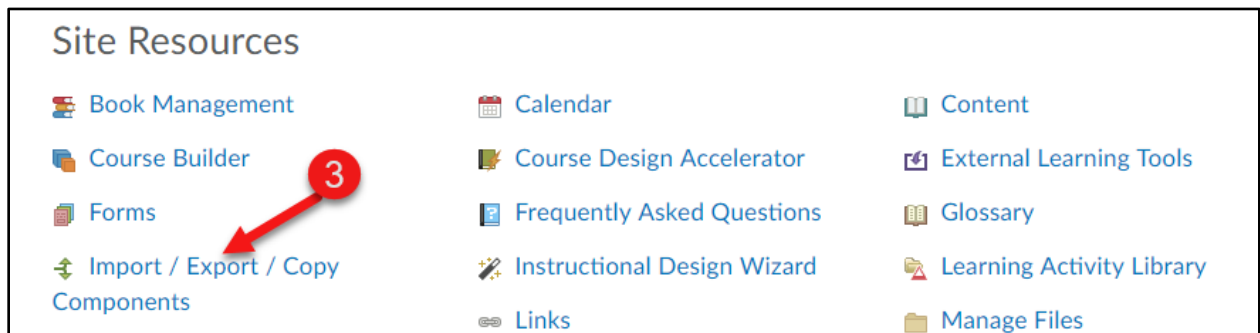 Site Resources
Book Management
Calendar
Content
Course Builder
Course Design Accelerator
External Learning Tools
3
Forms
Frequently Asked Questions
Glossary
Import / Export / Copy
Components
Instructional Design Wizard
Learning Activity Library
Links
Manage Files